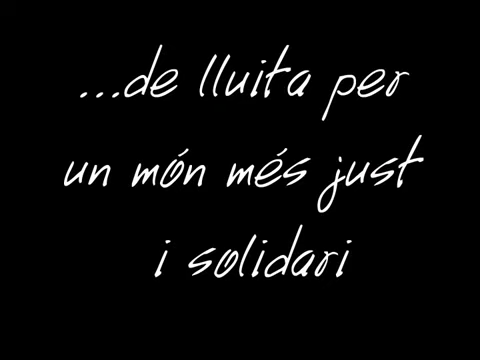 ...de lluita per
un món més just
i solidari